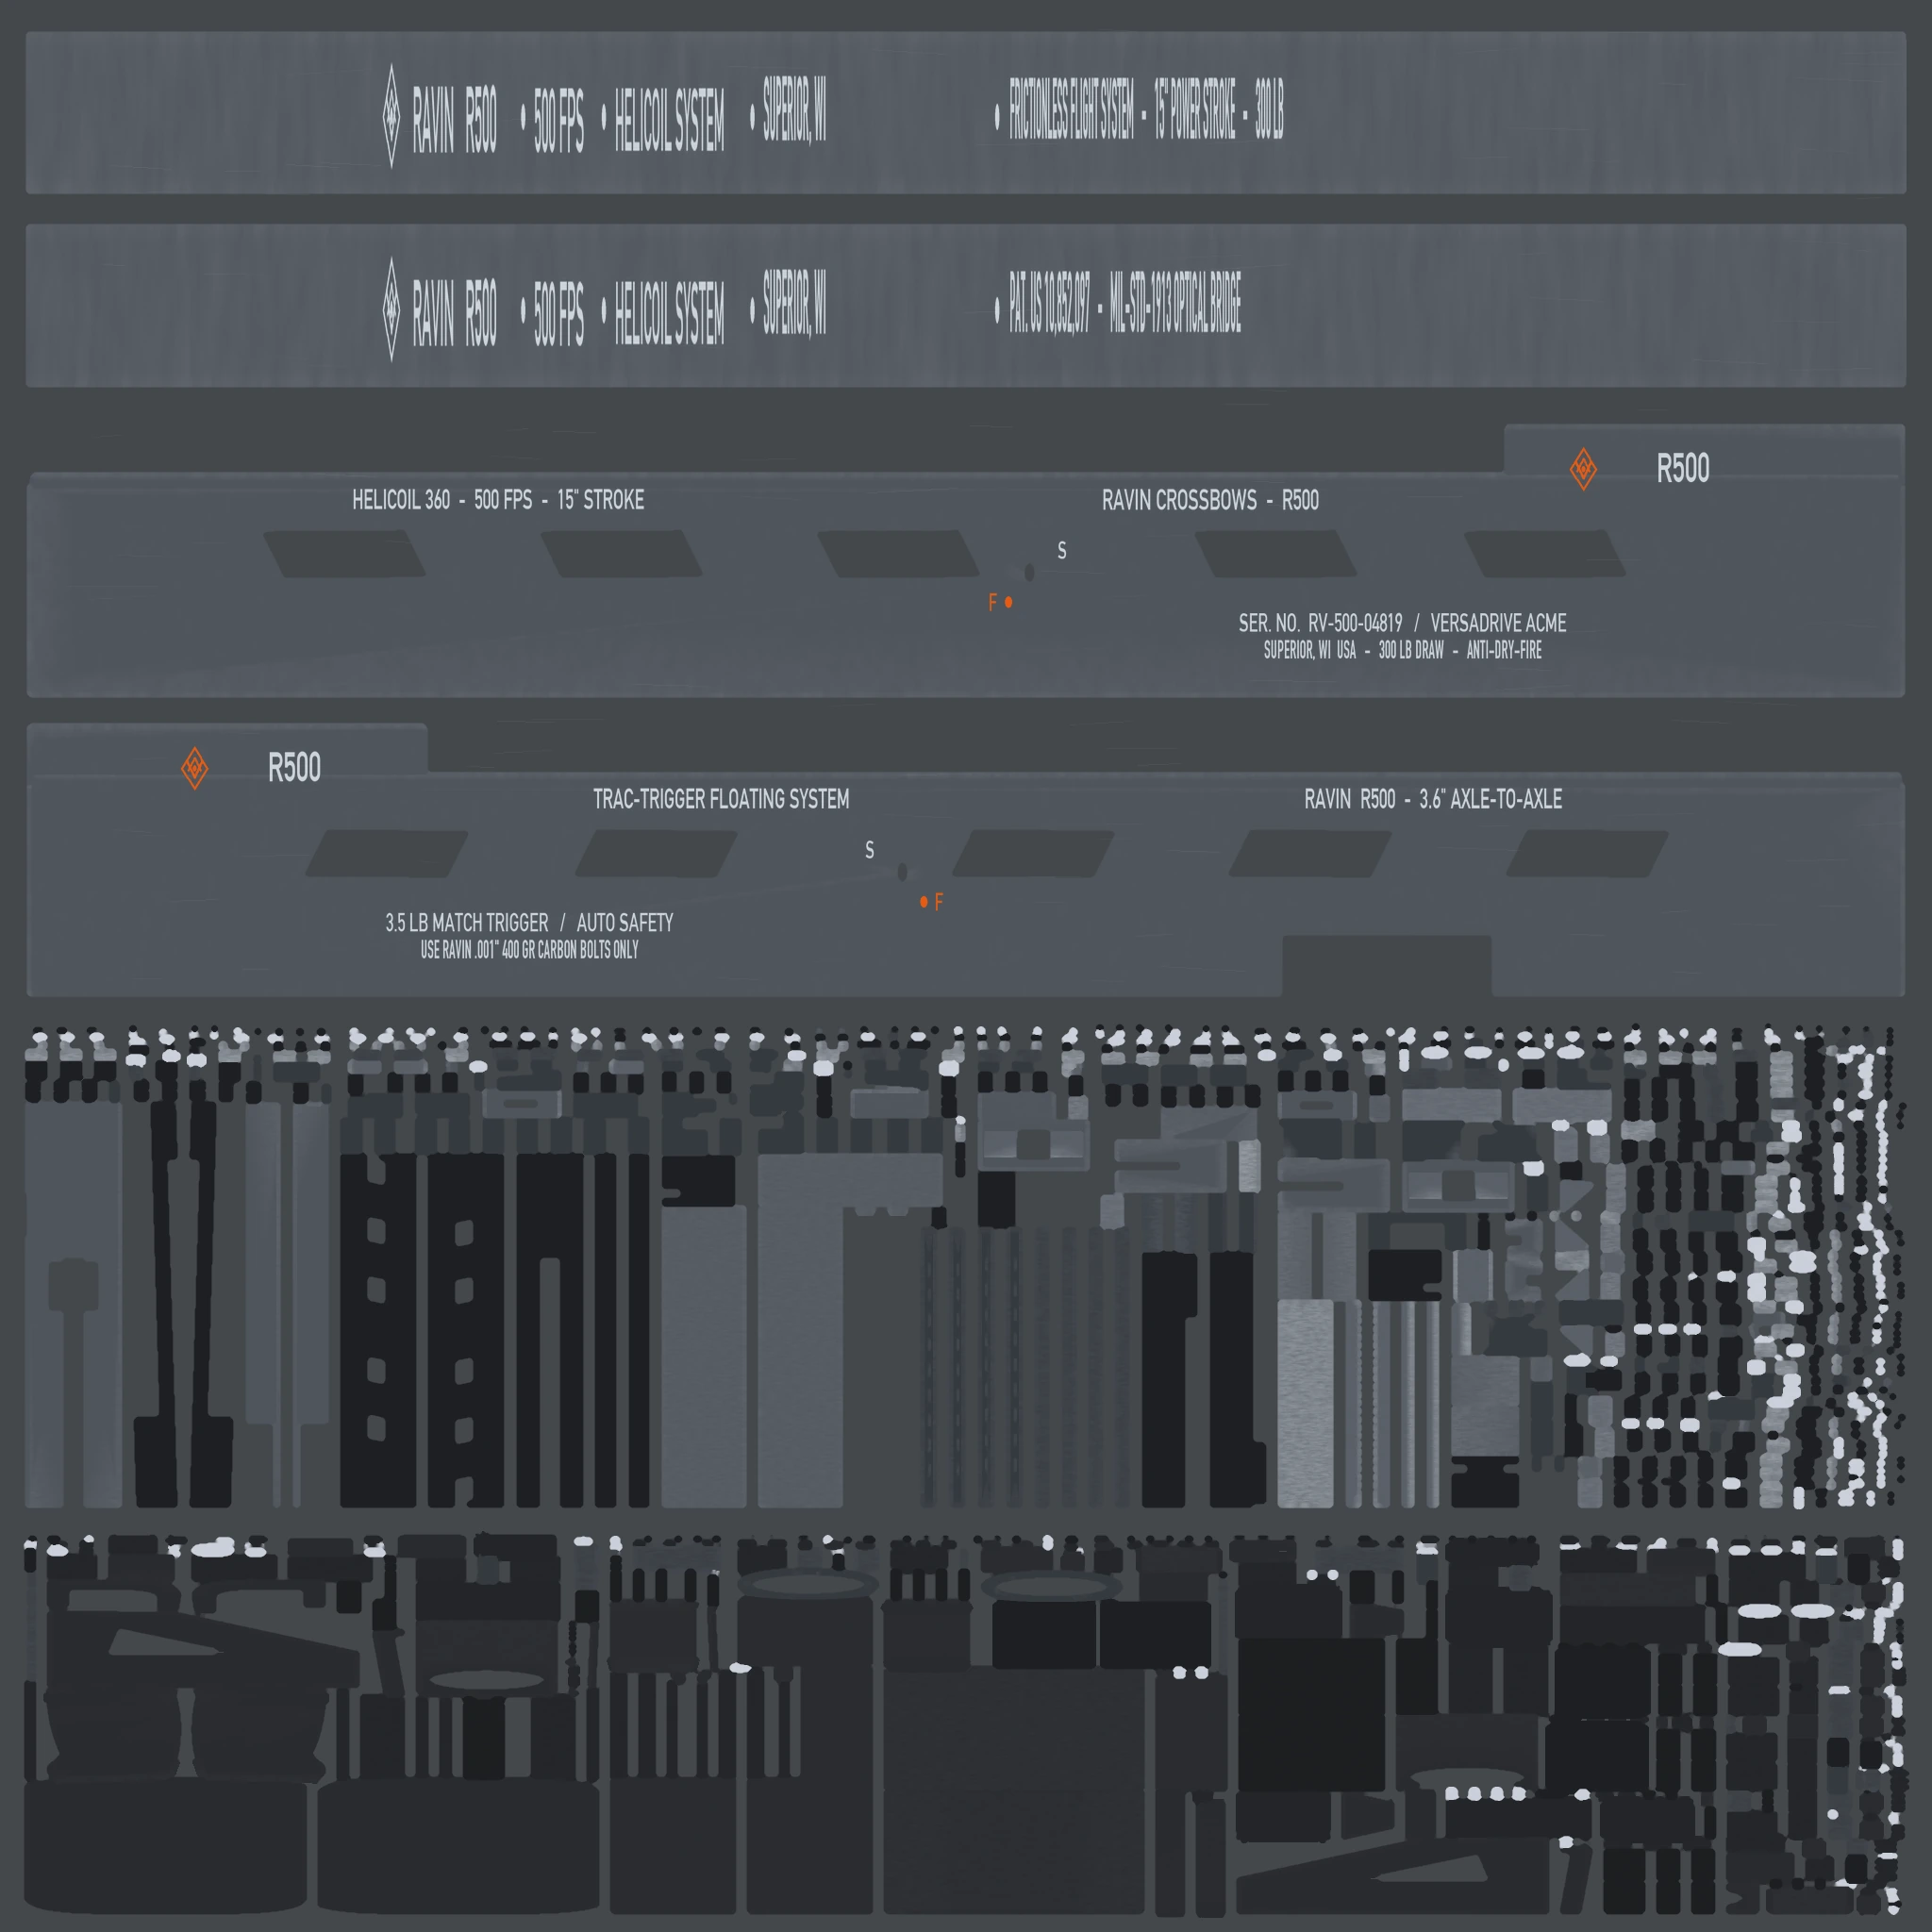 RAVIN R500 • 500 FPS • HELICOIL SYSTEM • SUPERIOR, WI • FRICTIONLESS FLIGHT SYSTEM - 15" POWER STROKE - 300 LB
RAVIN R500 • 500 FPS • HELICOIL SYSTEM • SUPERIOR, WI • PAT. US 10,852,097 - MIL-STD-1913 OPTICAL BRIDGE
R500
HELICOIL 360 - 500 FPS - 15" STROKE
RAVIN CROSSBOWS - R500
S
F •
SER. NO. RV-500-04819 / VERSADRIVE ACME
SUPERIOR, WI USA - 300 LB DRAW - ANTI-DRY-FIRE
R500
TRAC-TRIGGER FLOATING SYSTEM
RAVIN R500 - 3.6" AXLE-TO-AXLE
S
• F
3.5 LB MATCH TRIGGER / AUTO SAFETY
USE RAVIN .001" 400 GR CARBON BOLTS ONLY